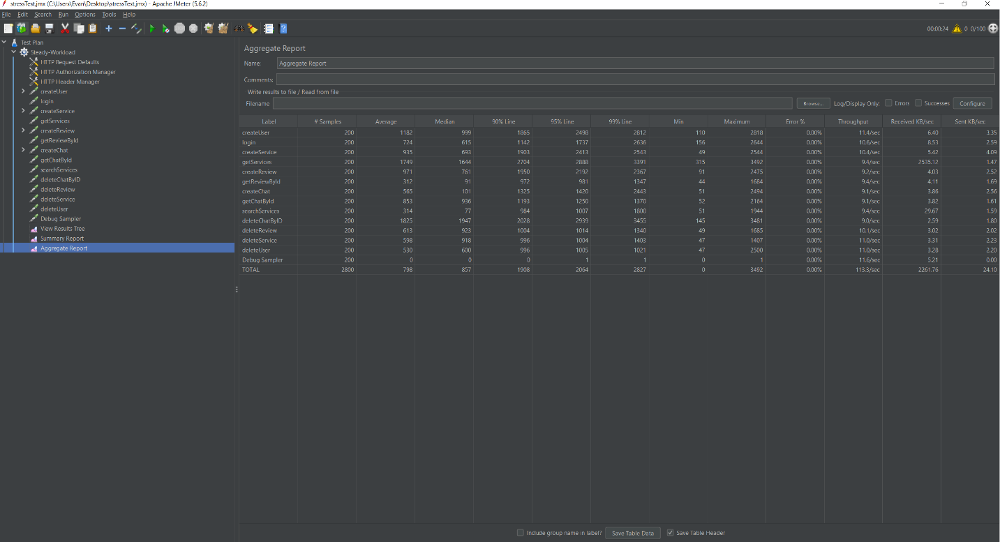 stressTest.jmx (C:\Users\Evan\Desktop\stressTest.jmx) - Apache JMeter (5.6.2)
File Edit Search Run Options Tools Help
00:00:24 0 0/100
Test Plan
Steady-Workload
HTTP Request Defaults
HTTP Authorization Manager
HTTP Header Manager
createUser
login
createService
getServices
createReview
getReviewById
createChat
getChatById
searchServices
deleteChatByID
deleteReview
deleteService
deleteUser
Debug Sampler
View Results Tree
Summary Report
Aggregate Report
Aggregate Report
Name: Aggregate Report
Comments:
Write results to file / Read from file
Filename Browse... Log/Display Only: Errors Successes Configure
Label # Samples Average Median 90% Line 95% Line 99% Line Min Maximum Error % Throughput Received KB/sec Sent KB/sec
createUser 200 1182 999 1865 2498 2812 110 2818 0.00% 11.4/sec 6.40 3.35
login 200 724 615 1142 1737 2636 156 2644 0.00% 10.6/sec 8.53 2.59
createService 200 935 693 1903 2413 2543 49 2544 0.00% 10.4/sec 5.42 4.09
getServices 200 1749 1644 2704 2888 3391 315 3492 0.00% 9.4/sec 2535.12 1.47
createReview 200 971 761 1950 2192 2367 91 2475 0.00% 9.2/sec 4.03 2.52
getReviewById 200 312 91 972 981 1347 44 1684 0.00% 9.4/sec 4.11 1.69
createChat 200 565 101 1325 1420 2443 51 2494 0.00% 9.1/sec 3.86 2.56
getChatById 200 853 936 1193 1250 1370 52 2164 0.00% 9.1/sec 3.82 1.61
searchServices 200 314 77 984 1007 1800 51 1944 0.00% 9.4/sec 29.67 1.59
deleteChatByID 200 1825 1947 2028 2939 3455 145 3481 0.00% 9.0/sec 2.59 1.80
deleteReview 200 613 923 1004 1014 1340 49 1685 0.00% 10.1/sec 3.02 2.02
deleteService 200 598 918 996 1004 1403 47 1407 0.00% 11.0/sec 3.31 2.23
deleteUser 200 530 600 996 1005 1021 47 2500 0.00% 11.0/sec 3.28 2.20
Debug Sampler 200 0 0 0 1 1 0 1 0.00% 11.6/sec 5.21 0.00
TOTAL 2800 798 857 1908 2064 2827 0 3492 0.00% 113.3/sec 2261.76 24.10
Include group name in label? Save Table Data Save Table Header